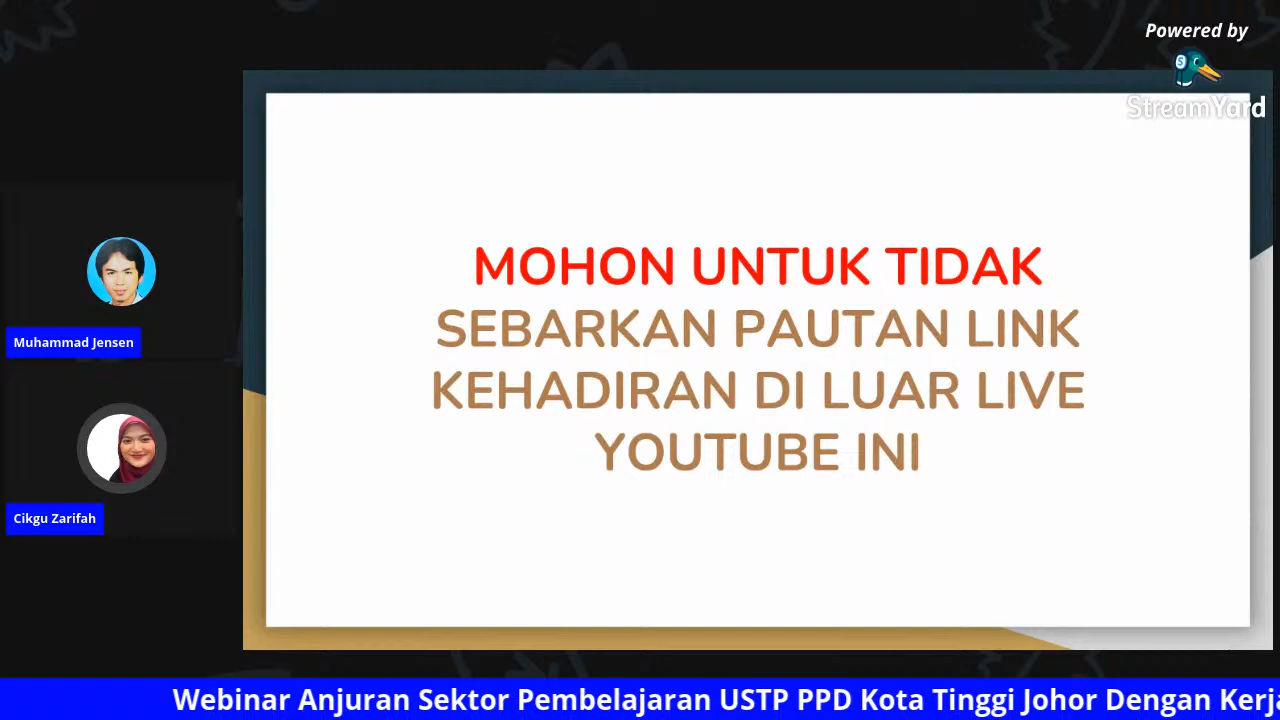 Powered by
StreamYard
MOHON UNTUK TIDAK
SEBARKAN PAUTAN LINK
KEHADIRAN DI LUAR LIVE
YOUTUBE INI
Muhammad Jensen
Cikgu Zarifah
Webinar Anjuran Sektor Pembelajaran USTP PPD Kota Tinggi Johor Dengan